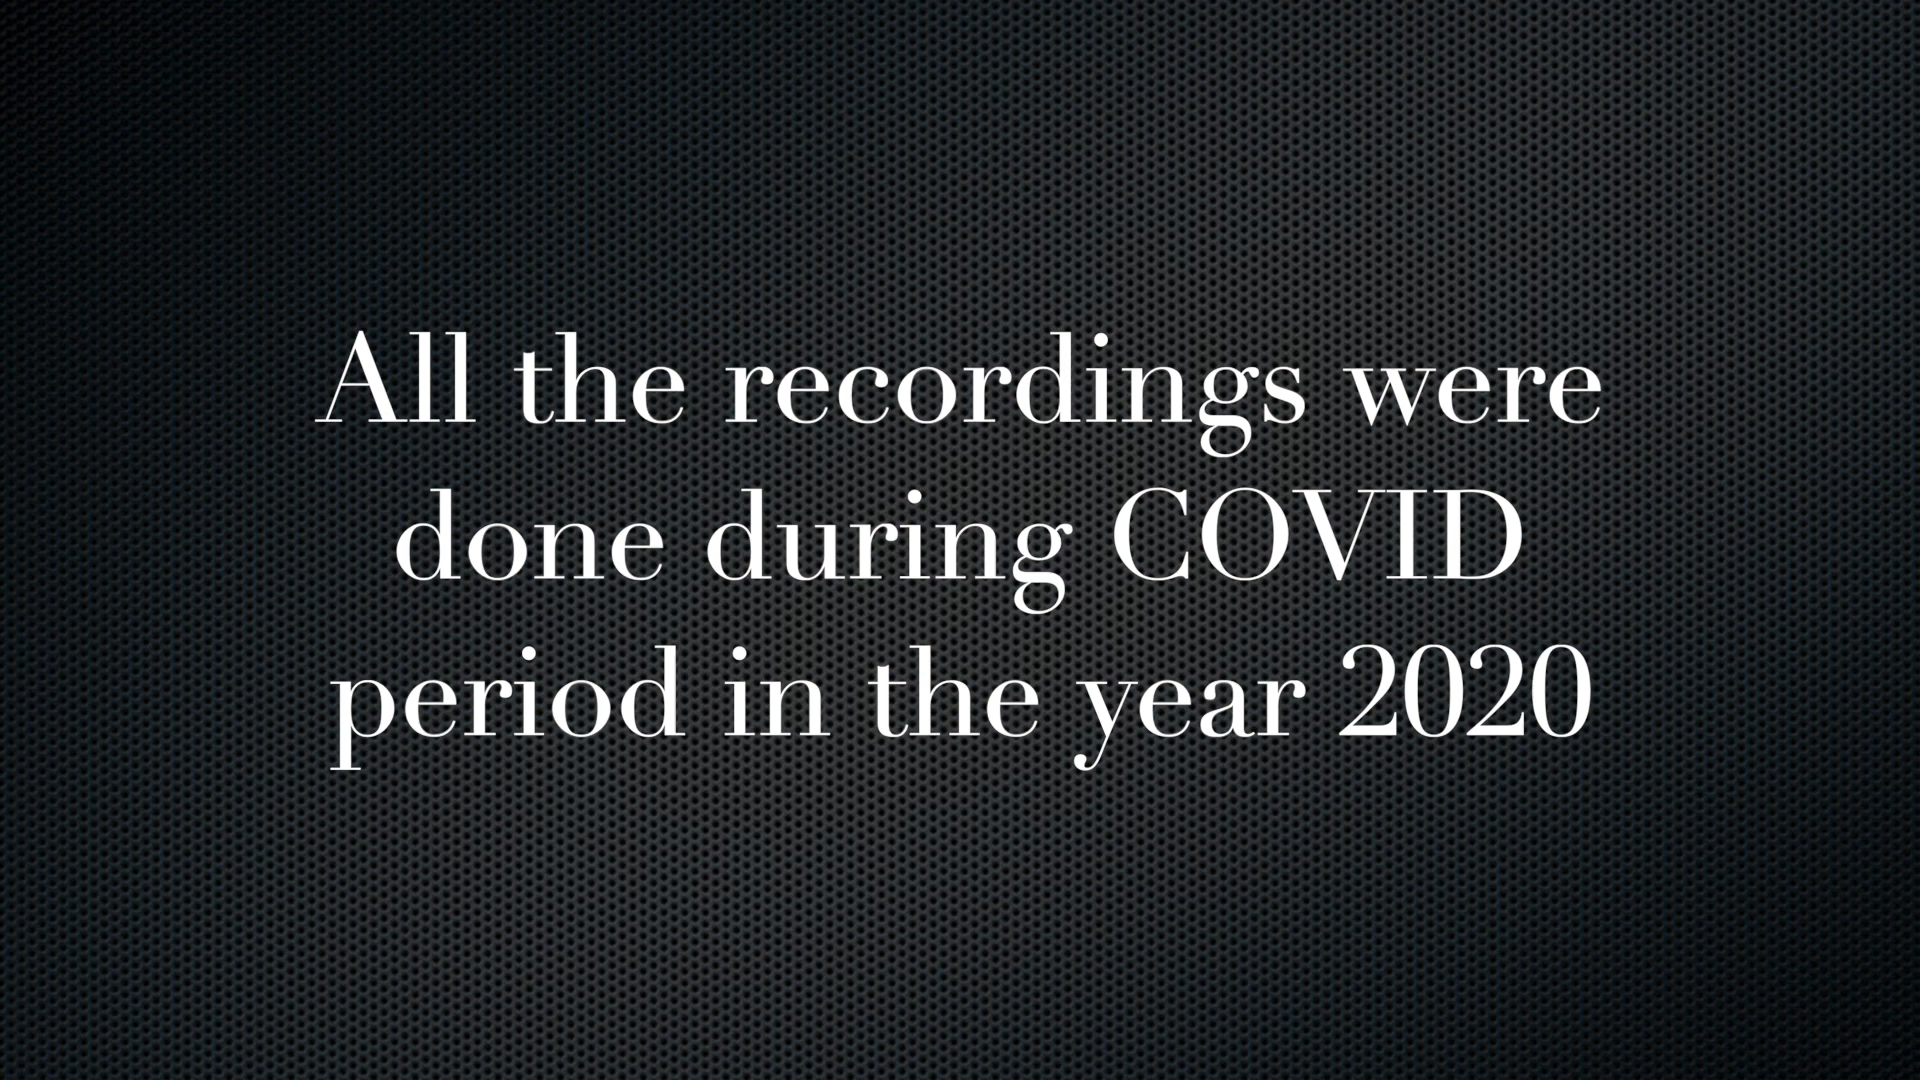 All the recordings were
done during COVID
period in the year 2020